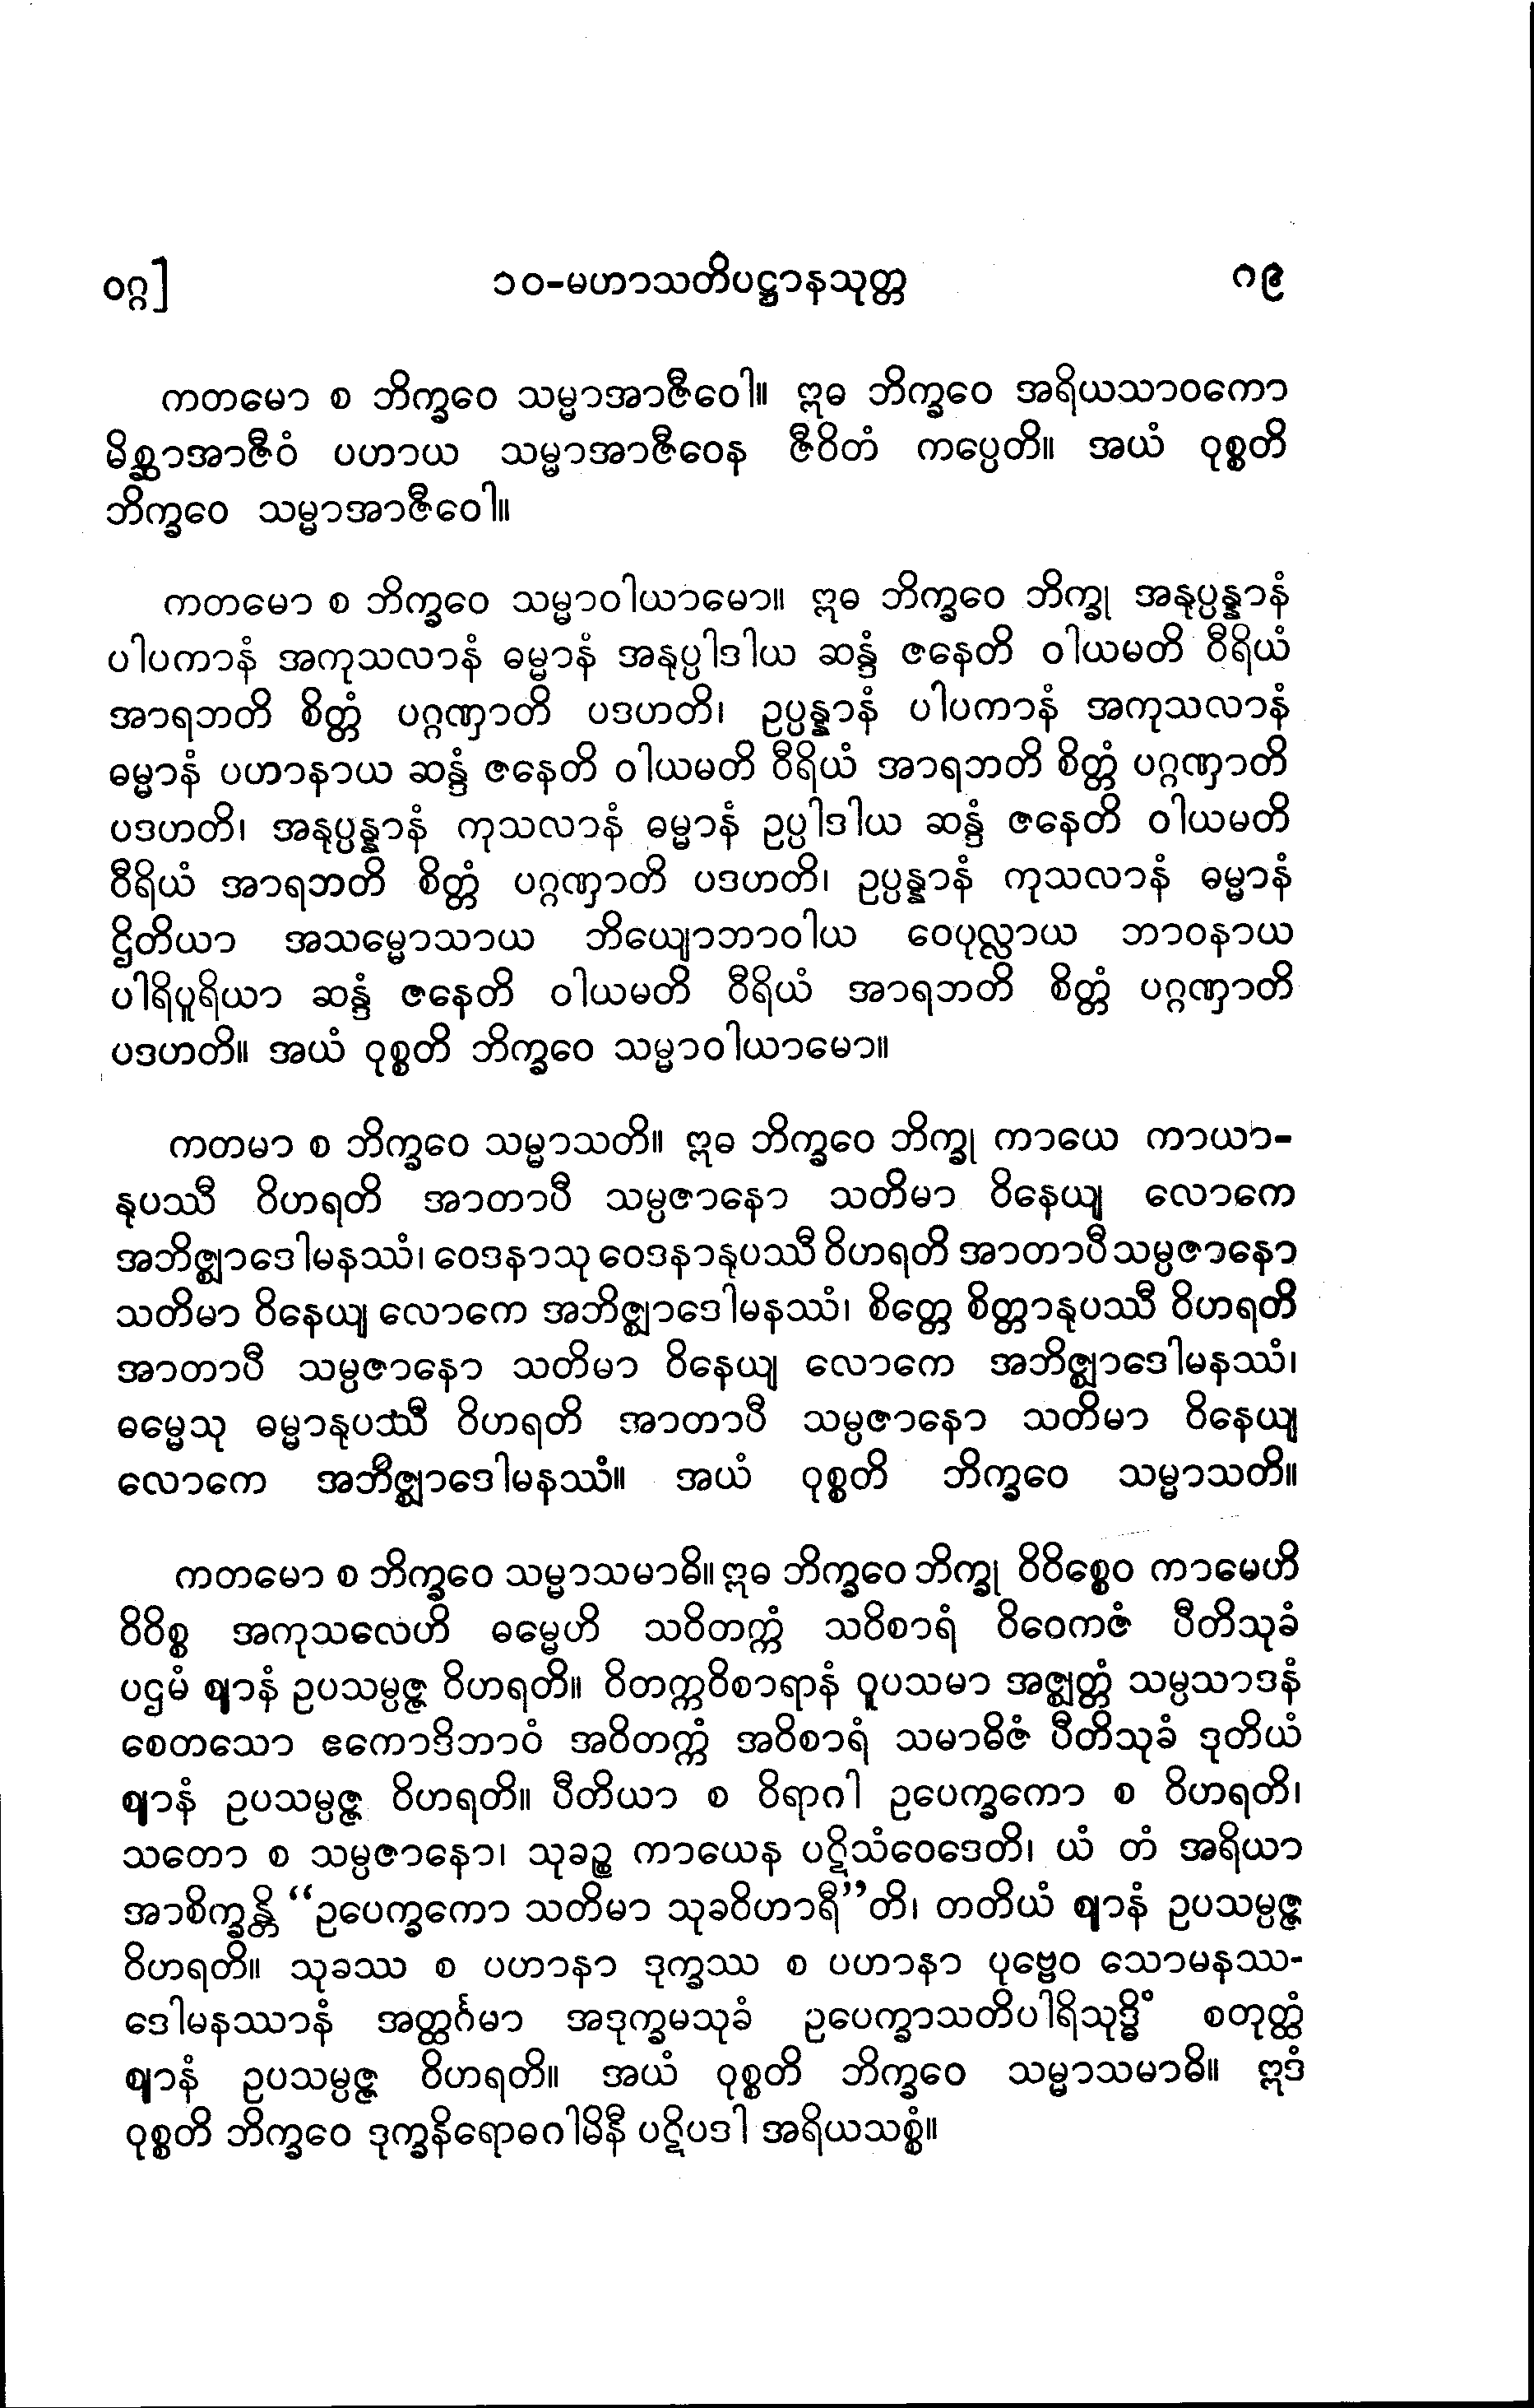 ဝဂ္ဂ] ၁၀-မဟာသတိပဋ္ဌာနသုတ္တ ဂ၉
ကတမော စ ဘိက္ခဝေ သမ္မာအာဇီဝေါ။ ဣဓ ဘိက္ခဝေ အရိယသာဝကော
မိစ္ဆာအာဇီဝံ ပဟာယ သမ္မာအာဇီဝေန ဇီဝိတံ ကပ္ပေတိ။ အယံ ဝုစ္စတိ
ဘိက္ခဝေ သမ္မာအာဇီဝေါ။
ကတမော စ ဘိက္ခဝေ သမ္မာဝါယာမော။ ဣဓ ဘိက္ခဝေ ဘိက္ခု အနုပ္ပန္နာနံ
ပါပကာနံ အကုသလာနံ ဓမ္မာနံ အနုပ္ပါဒါယ ဆန္ဒံ ဇနေတိ ဝါယမတိ ဝီရိယံ
အာရဘတိ စိတ္တံ ပဂ္ဂဏှာတိ ပဒဟတိ၊ ဥပ္ပန္နာနံ ပါပကာနံ အကုသလာနံ
ဓမ္မာနံ ပဟာနာယ ဆန္ဒံ ဇနေတိ ဝါယမတိ ဝီရိယံ အာရဘတိ စိတ္တံ ပဂ္ဂဏှာတိ
ပဒဟတိ၊ အနုပ္ပန္နာနံ ကုသလာနံ ဓမ္မာနံ ဥပ္ပါဒါယ ဆန္ဒံ ဇနေတိ ဝါယမတိ
ဝီရိယံ အာရဘတိ စိတ္တံ ပဂ္ဂဏှာတိ ပဒဟတိ၊ ဥပ္ပန္နာနံ ကုသလာနံ ဓမ္မာနံ
ဌိတိယာ အသမ္မောသာယ ဘိယျောဘာဝါယ ဝေပုလ္လာယ ဘာဝနာယ
ပါရိပူရိယာ ဆန္ဒံ ဇနေတိ ဝါယမတိ ဝီရိယံ အာရဘတိ စိတ္တံ ပဂ္ဂဏှာတိ
ပဒဟတိ။ အယံ ဝုစ္စတိ ဘိက္ခဝေ သမ္မာဝါယာမော။
ကတမာ စ ဘိက္ခဝေ သမ္မာသတိ။ ဣဓ ဘိက္ခဝေ ဘိက္ခု ကာယေ ကာယာ-
နုပဿီ ဝိဟရတိ အာတာပီ သမ္ပဇာနော သတိမာ ဝိနေယျ လောကေ
အဘိဇ္ဈာဒေါမနဿံ၊ ဝေဒနာသု ဝေဒနာနုပဿီ ဝိဟရတိ အာတာပီ သမ္ပဇာနော
သတိမာ ဝိနေယျ လောကေ အဘိဇ္ဈာဒေါမနဿံ၊ စိတ္တေ စိတ္တာနုပဿီ ဝိဟရတိ
အာတာပီ သမ္ပဇာနော သတိမာ ဝိနေယျ လောကေ အဘိဇ္ဈာဒေါမနဿံ၊
ဓမ္မေသု ဓမ္မာနုပဿီ ဝိဟရတိ အာတာပီ သမ္ပဇာနော သတိမာ ဝိနေယျ
လောကေ အဘိဇ္ဈာဒေါမနဿံ။ အယံ ဝုစ္စတိ ဘိက္ခဝေ သမ္မာသတိ။
ကတမော စ ဘိက္ခဝေ သမ္မာသမာဓိ။ ဣဓ ဘိက္ခဝေ ဘိက္ခု ဝိဝိစ္စေဝ ကာမေဟိ
ဝိဝိစ္စ အကုသလေဟိ ဓမ္မေဟိ သဝိတက္ကံ သဝိစာရံ ဝိဝေကဇံ ပီတိသုခံ
ပဌမံ ဈာနံ ဥပသမ္ပဇ္ဇ ဝိဟရတိ။ ဝိတက္ကဝိစာရာနံ ဝူပသမာ အဇ္ဈတ္တံ သမ္ပသာဒနံ
စေတသော ဧကောဒိဘာဝံ အဝိတက္ကံ အဝိစာရံ သမာဓိဇံ ပီတိသုခံ ဒုတိယံ
ဈာနံ ဥပသမ္ပဇ္ဇ ဝိဟရတိ။ ပီတိယာ စ ဝိရာဂါ ဥပေက္ခကော စ ဝိဟရတိ၊
သတော စ သမ္ပဇာနော၊ သုခဉ္စ ကာယေန ပဋိသံဝေဒေတိ၊ ယံ တံ အရိယာ
အာစိက္ခန္တိ “ဥပေက္ခကော သတိမာ သုခဝိဟာရီ”တိ၊ တတိယံ ဈာနံ ဥပသမ္ပဇ္ဇ
ဝိဟရတိ။ သုခဿ စ ပဟာနာ ဒုက္ခဿ စ ပဟာနာ ပုဗ္ဗေဝ သောမနဿ-
ဒေါမနဿာနံ အတ္ထင်္ဂမာ အဒုက္ခမသုခံ ဥပေက္ခာသတိပါရိသုဒ္ဓိံ စတုတ္ထံ
ဈာနံ ဥပသမ္ပဇ္ဇ ဝိဟရတိ။ အယံ ဝုစ္စတိ ဘိက္ခဝေ သမ္မာသမာဓိ။ ဣဒံ
ဝုစ္စတိ ဘိက္ခဝေ ဒုက္ခနိရောဓဂါမိနီ ပဋိပဒါ အရိယသစ္စံ။